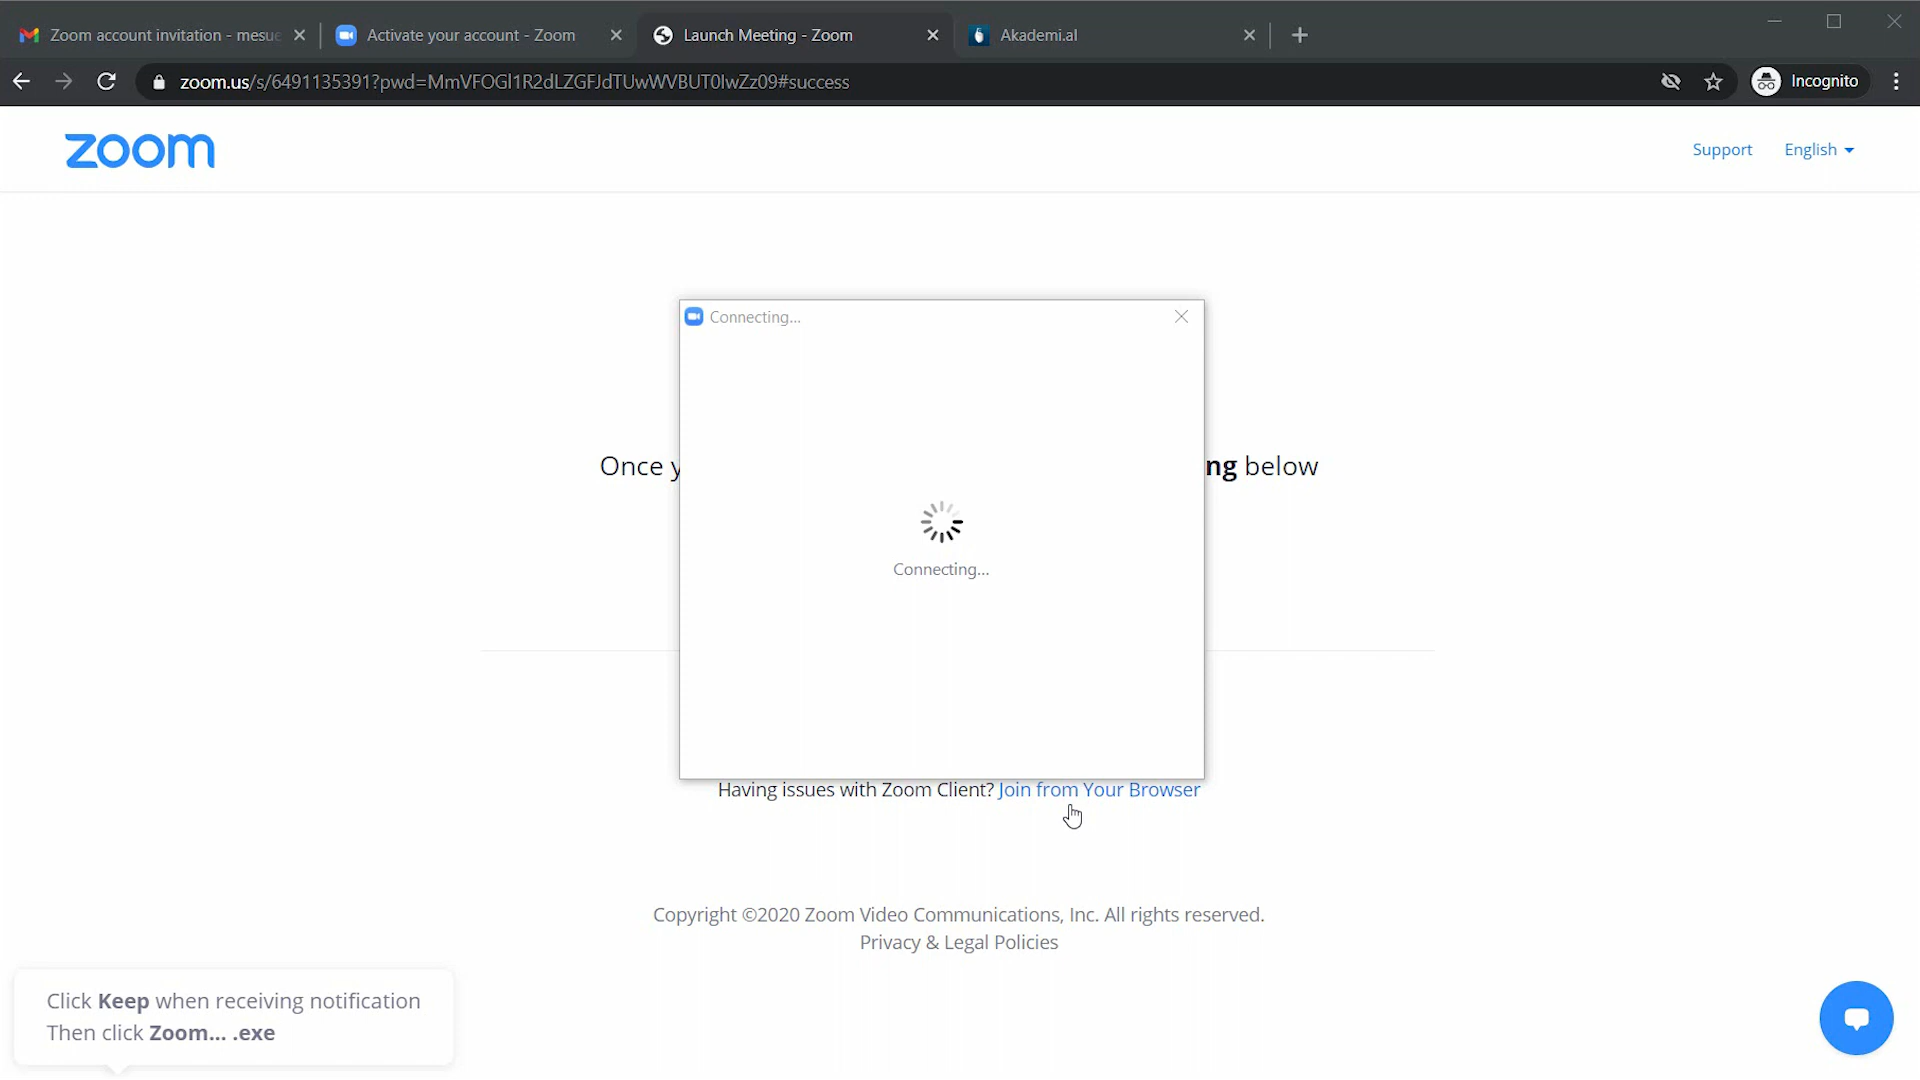 Zoom account invitation - mesue
Activate your account - Zoom
Launch Meeting - Zoom
Akademi.al
zoom.us/s/6491135391?pwd=MmVFOGl1R2dLZGFJdTUwWVBUT0lwZz09#success
Incognito
zoom
Support
English
Connecting...
Once y
ng below
Connecting...
Having issues with Zoom Client? Join from Your Browser
Copyright ©2020 Zoom Video Communications, Inc. All rights reserved.
Privacy & Legal Policies
Click Keep when receiving notification
Then click Zoom... .exe